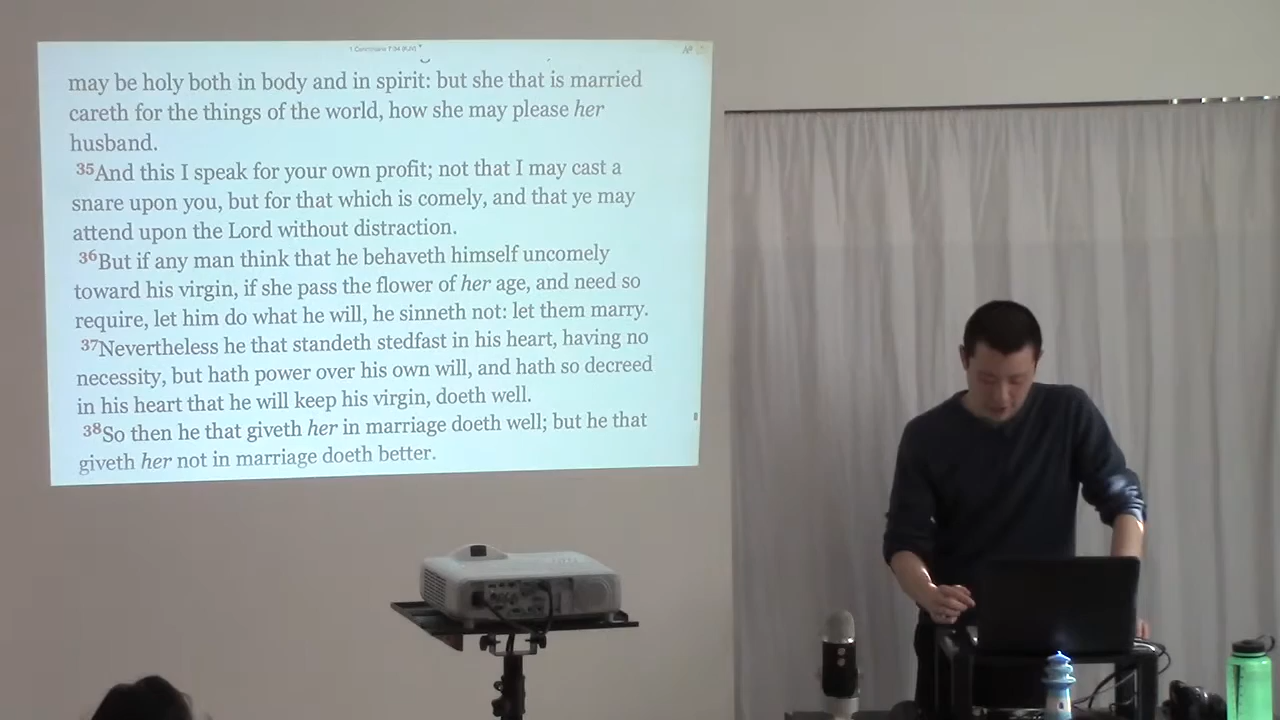 1 Corinthians 7:34 (KJV)
may be holy both in body and in spirit: but she that is married
careth for the things of the world, how she may please her
husband.
35And this I speak for your own profit; not that I may cast a
snare upon you, but for that which is comely, and that ye may
attend upon the Lord without distraction.
36But if any man think that he behaveth himself uncomely
toward his virgin, if she pass the flower of her age, and need so
require, let him do what he will, he sinneth not: let them marry.
37Nevertheless he that standeth stedfast in his heart, having no
necessity, but hath power over his own will, and hath so decreed
in his heart that he will keep his virgin, doeth well.
38So then he that giveth her in marriage doeth well; but he that
giveth her not in marriage doeth better.